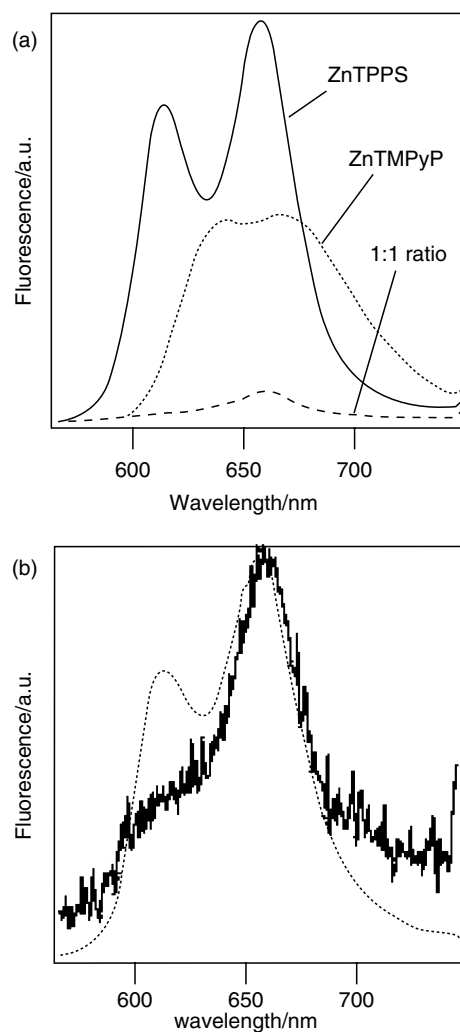 (a)
ZnTPPS
ZnTMPyP
1:1 ratio
Fluorescence/a.u.
600 650 700
Wavelength/nm
(b)
Fluorescence/a.u.
600 650 700
wavelength/nm